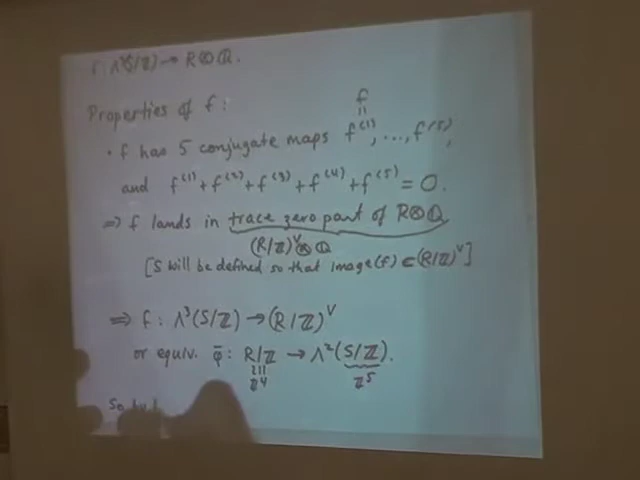 f: Λ³(S/ℤ) → R⊗ℚ.
Properties of f:
f
॥
• f has 5 conjugate maps f⁽¹⁾, ..., f⁽⁵⁾,
and f⁽¹⁾ + f⁽²⁾ + f⁽³⁾ + f⁽⁴⁾ + f⁽⁵⁾ = 0.
⇒ f lands in trace zero part of R⊗ℚ
(R/ℤ)^∨⊗ℚ
[S will be defined so that image(f) ⊂ (R/ℤ)^∨]
⇒ f: Λ³(S/ℤ) → (R/ℤ)^∨
or equiv. φ̄: R/ℤ → Λ²(S/ℤ).
ℤ⁴ ℤ⁵